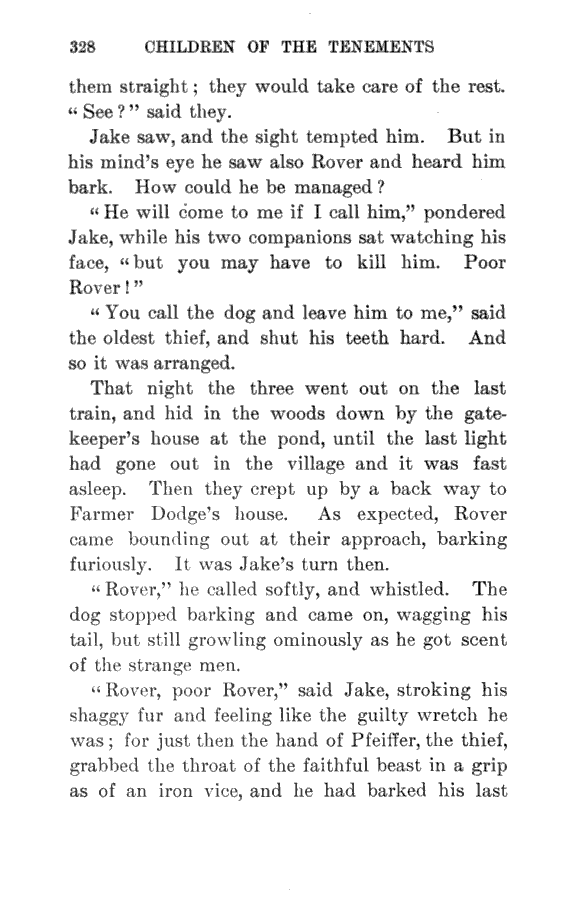 328 CHILDREN OF THE TENEMENTS
them straight; they would take care of the rest.
"See?" said they.
Jake saw, and the sight tempted him. But in
his mind's eye he saw also Rover and heard him
bark. How could he be managed?
"He will come to me if I call him," pondered
Jake, while his two companions sat watching his
face, "but you may have to kill him. Poor
Rover!"
"You call the dog and leave him to me," said
the oldest thief, and shut his teeth hard. And
so it was arranged.
That night the three went out on the last
train, and hid in the woods down by the gate-
keeper's house at the pond, until the last light
had gone out in the village and it was fast
asleep. Then they crept up by a back way to
Farmer Dodge's house. As expected, Rover
came bounding out at their approach, barking
furiously. It was Jake's turn then.
"Rover," he called softly, and whistled. The
dog stopped barking and came on, wagging his
tail, but still growling ominously as he got scent
of the strange men.
"Rover, poor Rover," said Jake, stroking his
shaggy fur and feeling like the guilty wretch he
was; for just then the hand of Pfeiffer, the thief,
grabbed the throat of the faithful beast in a grip
as of an iron vice, and he had barked his last